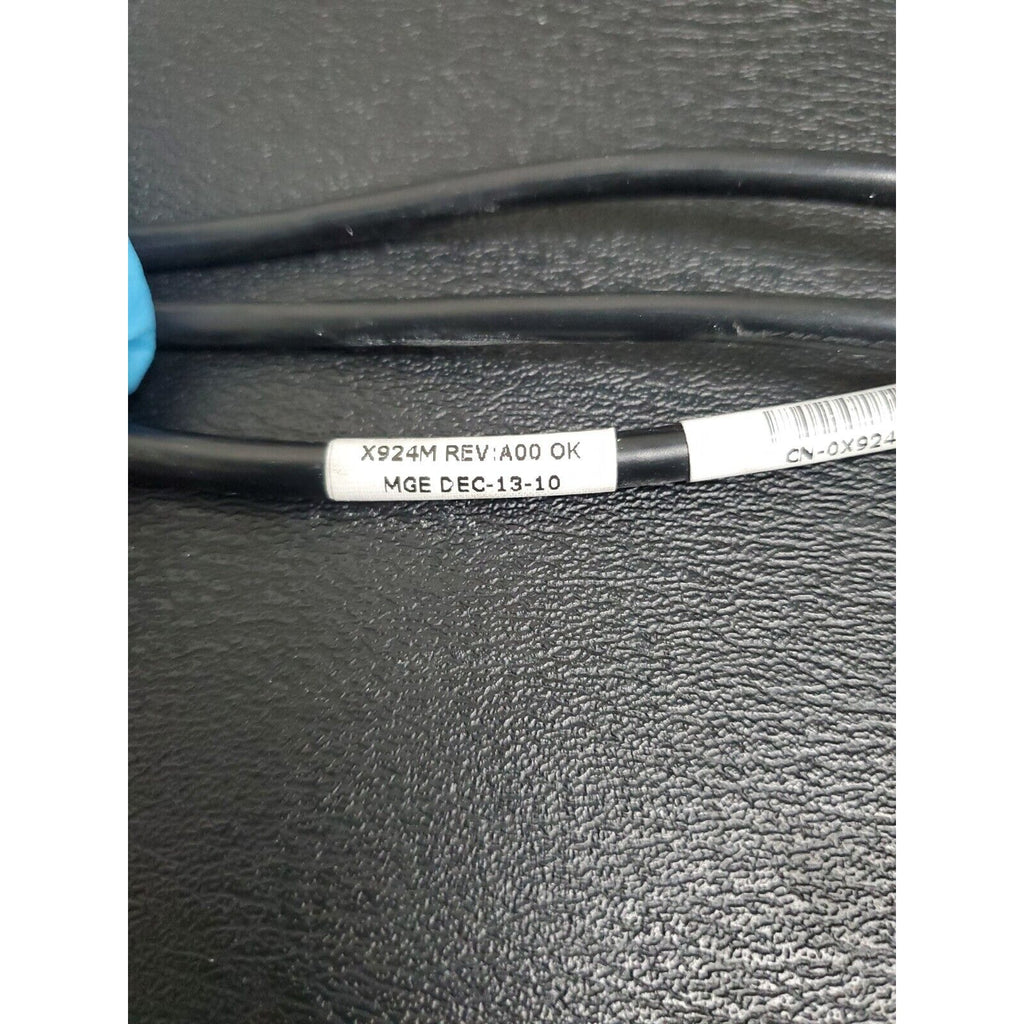 X924M REV:A00 OK
MGE DEC-13-10
CN-0X924